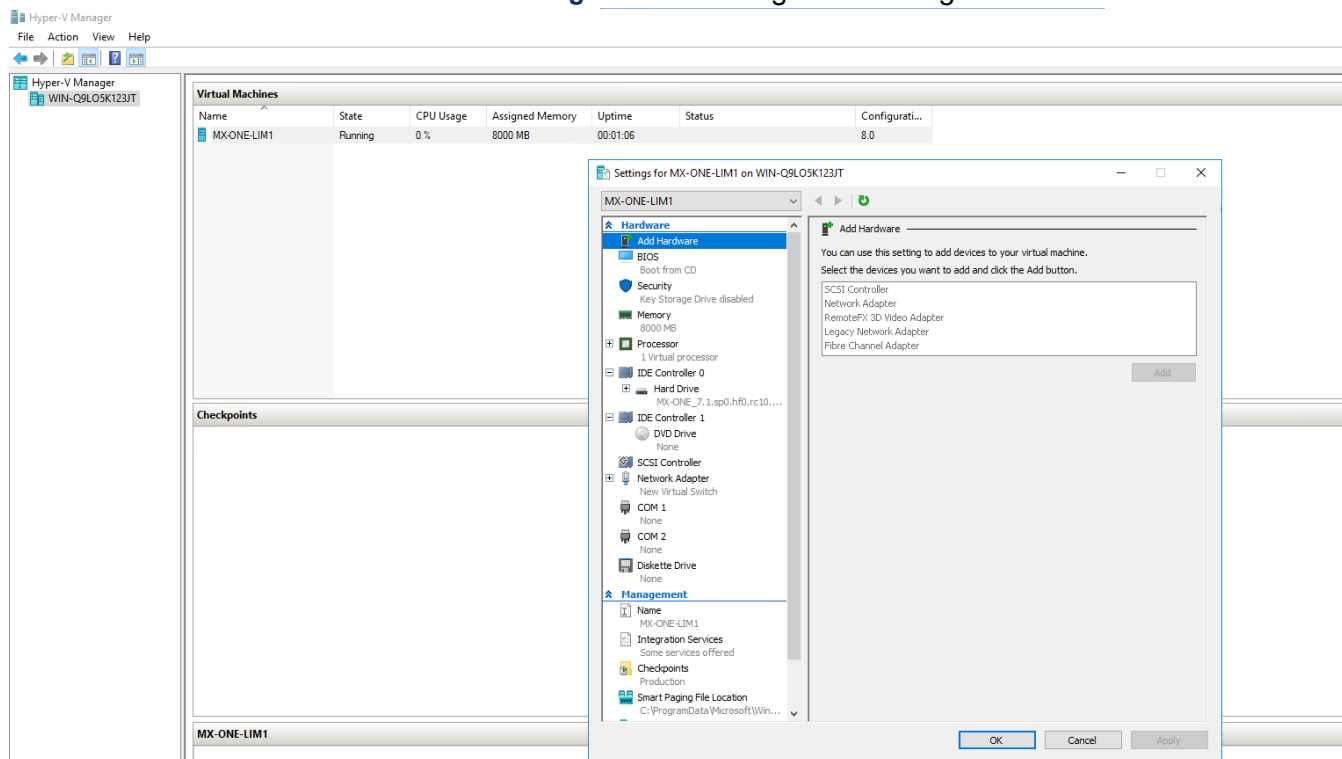 Hyper-V Manager
File Action View Help
Hyper-V Manager
WIN-Q9LO5K123JT
Virtual Machines
Name State CPU Usage Assigned Memory Uptime Status Configurati...
MX-ONE-LIM1 Running 0 % 8000 MB 00:01:06 8.0
Checkpoints
MX-ONE-LIM1
Settings for MX-ONE-LIM1 on WIN-Q9LO5K123JT
MX-ONE-LIM1
Hardware
Add Hardware
BIOS
Boot from CD
Security
Key Storage Drive disabled
Memory
8000 MB
Processor
1 Virtual processor
IDE Controller 0
Hard Drive
MX-ONE_7.1.sp0.hf0.rc10....
IDE Controller 1
DVD Drive
None
SCSI Controller
Network Adapter
New Virtual Switch
COM 1
None
COM 2
None
Diskette Drive
None
Management
Name
MX-ONE-LIM1
Integration Services
Some services offered
Checkpoints
Production
Smart Paging File Location
C:\ProgramData\Microsoft\Win...
Add Hardware
You can use this setting to add devices to your virtual machine.
Select the devices you want to add and click the Add button.
SCSI Controller
Network Adapter
RemoteFX 3D Video Adapter
Legacy Network Adapter
Fibre Channel Adapter
Add
OK Cancel Apply